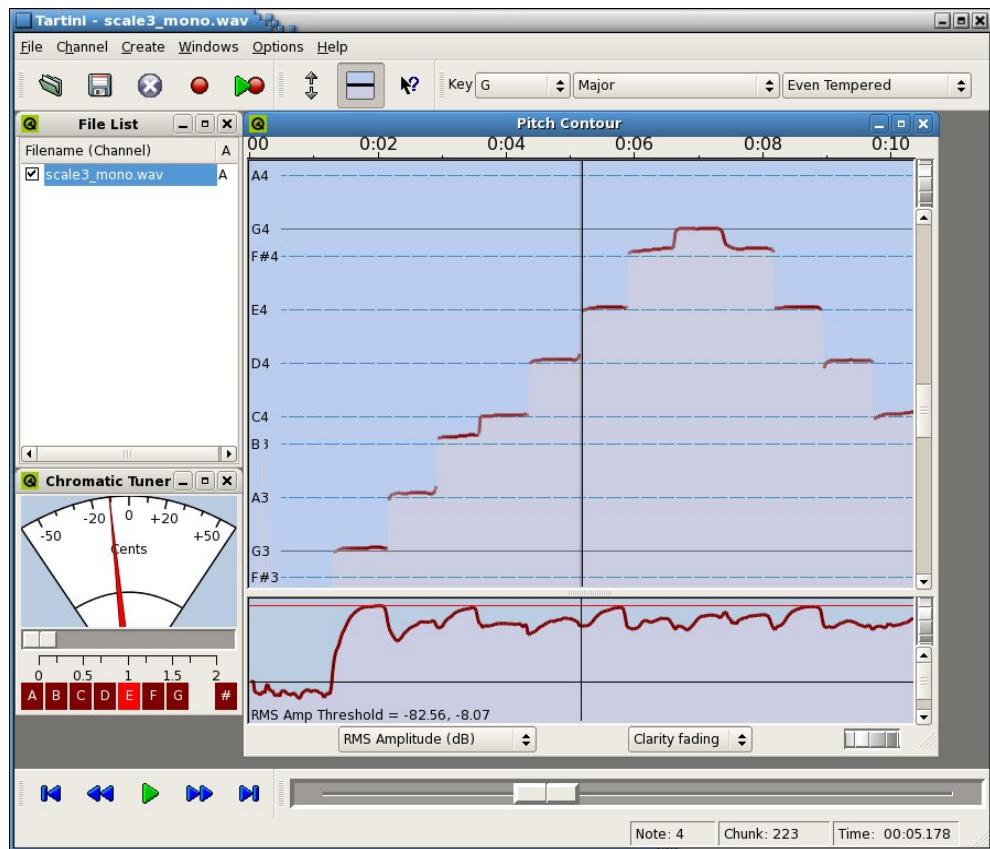 Tartini - scale3_mono.wav
File Channel Create Windows Options Help
Key G Major Even Tempered
File List
Filename (Channel) A
scale3_mono.wav A
Chromatic Tuner
-50 -20 0 +20 +50
Cents
0 0.5 1 1.5 2
A B C D E F G #
Pitch Contour
00 0:02 0:04 0:06 0:08 0:10
A4
G4
F#4
E4
D4
C4
B3
A3
G3
F#3
RMS Amp Threshold = -82.56, -8.07
RMS Amplitude (dB) Clarity fading
Note: 4 Chunk: 223 Time: 00:05.178